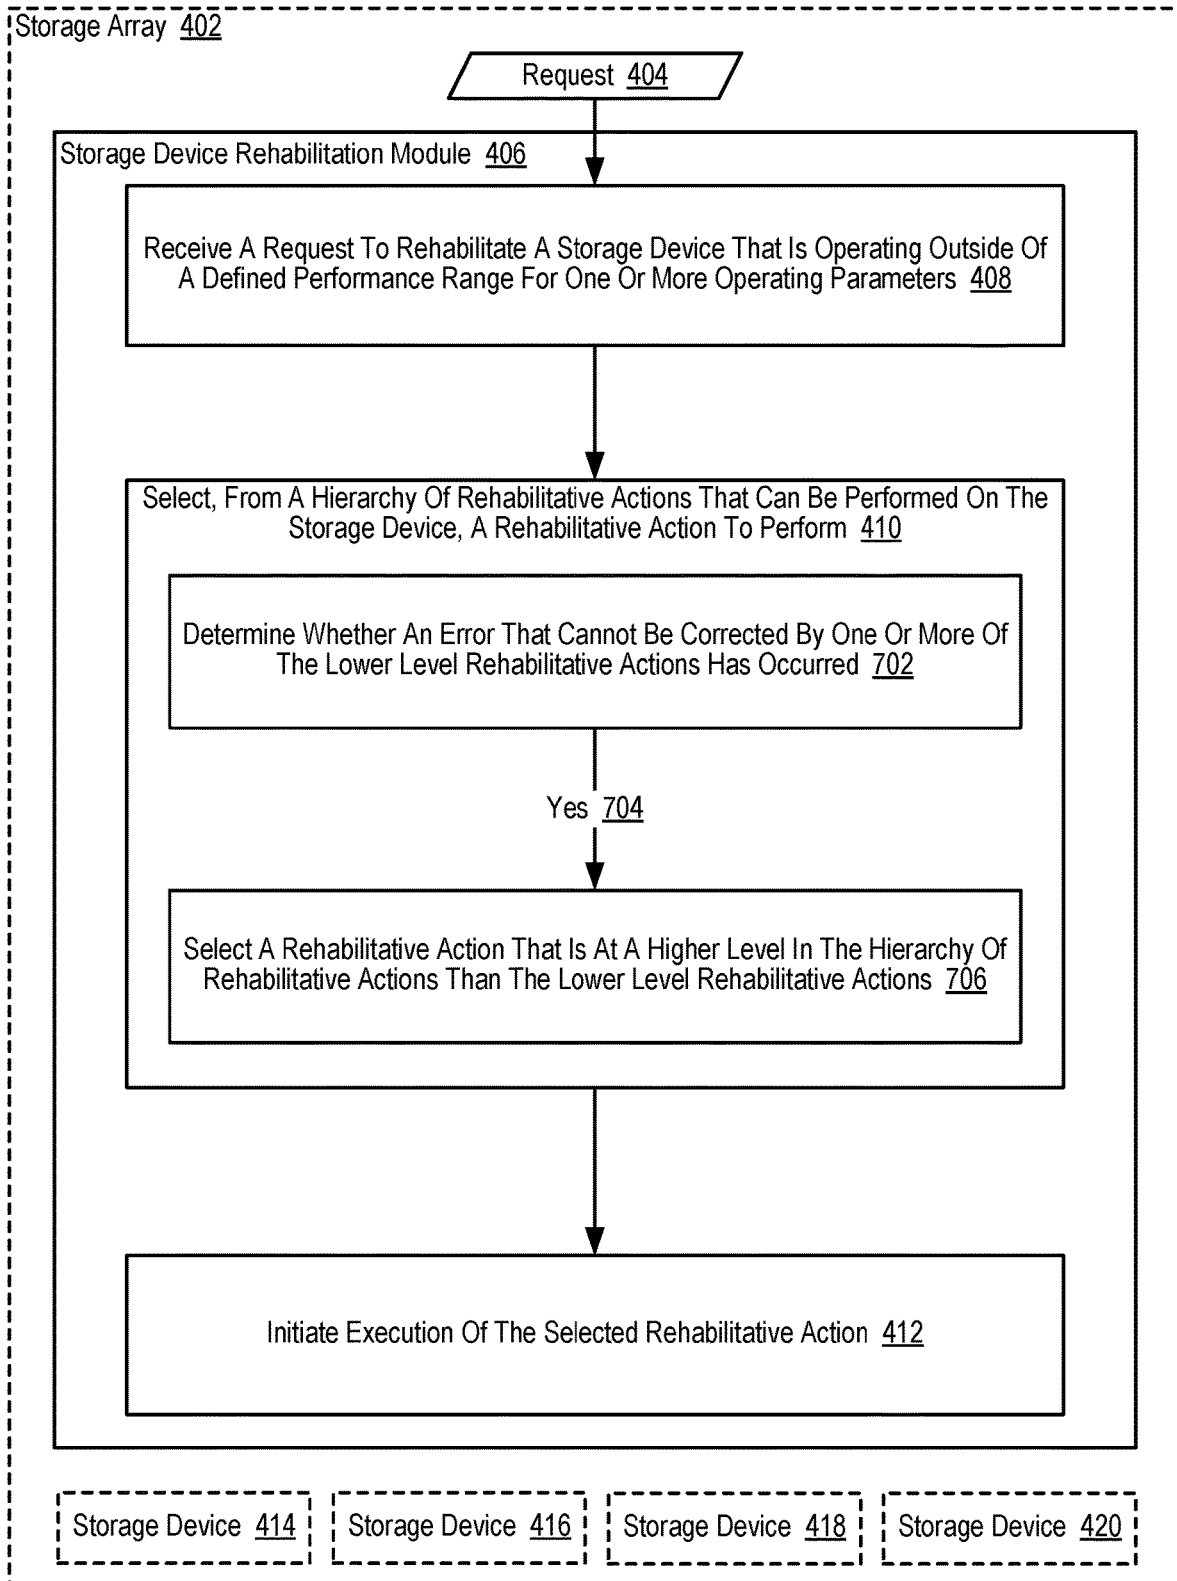 Storage Array 402
Request 404
Storage Device Rehabilitation Module 406
Receive A Request To Rehabilitate A Storage Device That Is Operating Outside Of
A Defined Performance Range For One Or More Operating Parameters 408
Select, From A Hierarchy Of Rehabilitative Actions That Can Be Performed On The
Storage Device, A Rehabilitative Action To Perform 410
Determine Whether An Error That Cannot Be Corrected By One Or More Of
The Lower Level Rehabilitative Actions Has Occurred 702
Yes 704
Select A Rehabilitative Action That Is At A Higher Level In The Hierarchy Of
Rehabilitative Actions Than The Lower Level Rehabilitative Actions 706
Initiate Execution Of The Selected Rehabilitative Action 412
Storage Device 414
Storage Device 416
Storage Device 418
Storage Device 420